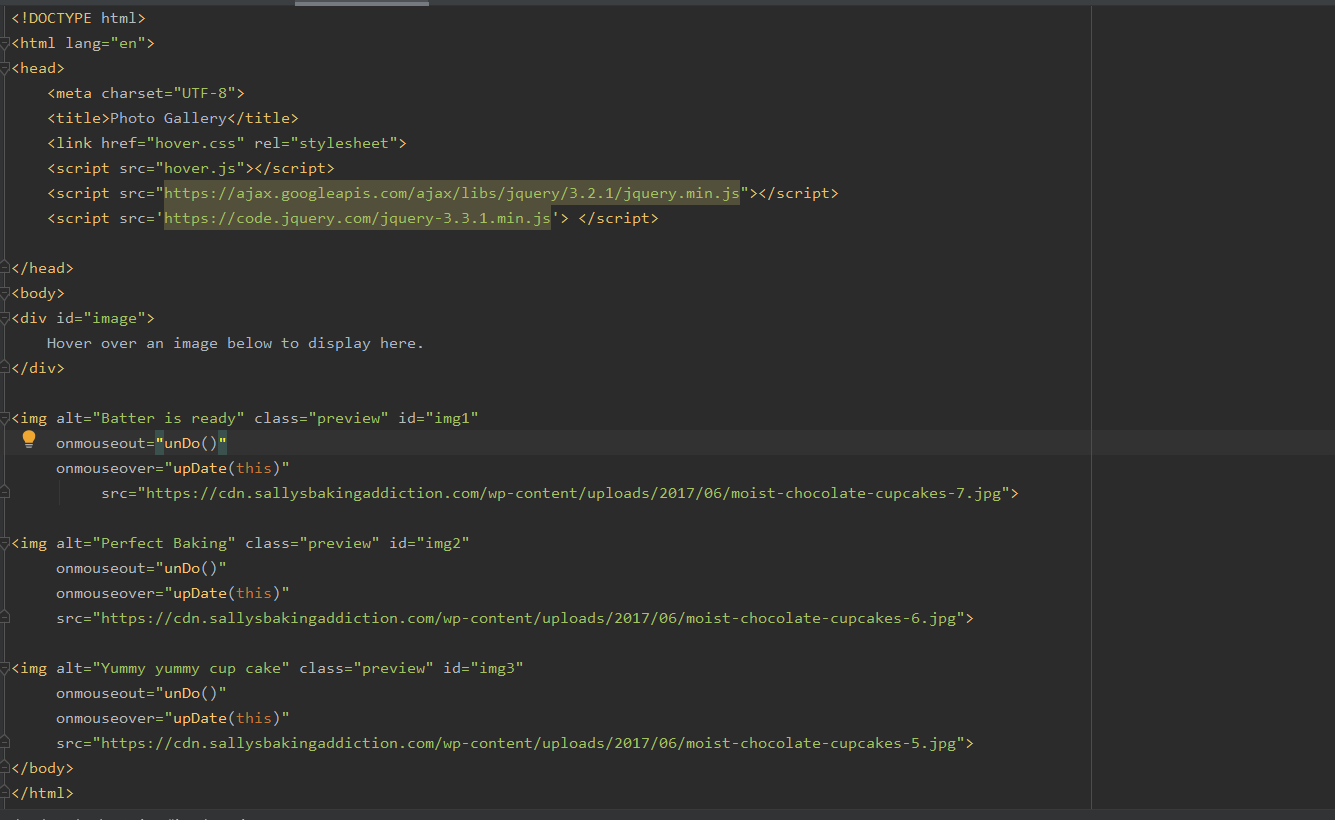 <!DOCTYPE html>
<html lang="en">
<head>
    <meta charset="UTF-8">
    <title>Photo Gallery</title>
    <link href="hover.css" rel="stylesheet">
    <script src="hover.js"></script>
    <script src="https://ajax.googleapis.com/ajax/libs/jquery/3.2.1/jquery.min.js"></script>
    <script src='https://code.jquery.com/jquery-3.3.1.min.js'> </script>
</head>
<body>
<div id="image">
    Hover over an image below to display here.
</div>
<img alt="Batter is ready" class="preview" id="img1"
     onmouseout="unDo()"
     onmouseover="upDate(this)"
          src="https://cdn.sallysbakingaddiction.com/wp-content/uploads/2017/06/moist-chocolate-cupcakes-7.jpg">
<img alt="Perfect Baking" class="preview" id="img2"
     onmouseout="unDo()"
     onmouseover="upDate(this)"
     src="https://cdn.sallysbakingaddiction.com/wp-content/uploads/2017/06/moist-chocolate-cupcakes-6.jpg">
<img alt="Yummy yummy cup cake" class="preview" id="img3"
     onmouseout="unDo()"
     onmouseover="upDate(this)"
     src="https://cdn.sallysbakingaddiction.com/wp-content/uploads/2017/06/moist-chocolate-cupcakes-5.jpg">
</body>
</html>